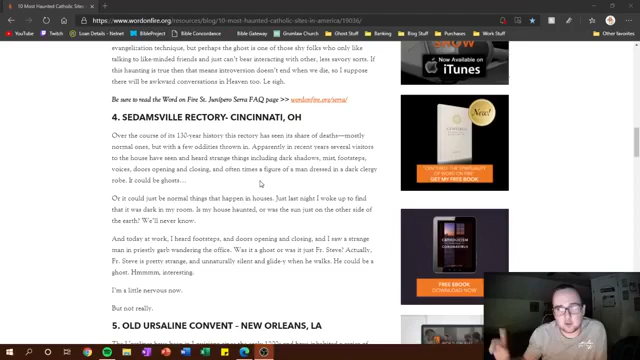 10 Most Haunted Catholic Sites in
https://www.wordonfire.org/resources/blog/10-most-haunted-catholic-sites-in-america/19036/
YouTube
Twitch
Loan Details
Netnet
BibleProject
Grundlaw Church
Bible Gateway
Ghost
Banking
Purchases
Work Stuff
Other favorites
evangelization technique, but perhaps the ghost is one of those shy folks who only like
talking to like-minded friends and just can't bear interacting with other, less savory sorts. If
this haunting is true then that means introversion doesn't end when we die, so I suppose
there will be awkward conversations in Heaven too. Le sigh.
Be sure to read the Word on Fire St. Junipero Serra FAQ page >> wordonfire.org/serra/
4. SEDAMSVILLE RECTORY- CINCINNATI, OH
Over the course of its 130-year history this rectory has seen its share of deaths—mostly
normal ones, but with a few oddities thrown in. Apparently in recent years several visitors
to the house have seen and heard strange things including dark shadows, mist, footsteps,
voices, doors opening and closing, and often times a figure of a man dressed in a dark clergy
robe. It could be ghosts...
Or it could just be normal things that happen in houses. Just last night I woke up to find
that it was dark in my room. Is my house haunted, or was the sun just on the other side of
the earth? We'll never know.
And today at work, I heard footsteps, and doors opening and closing, and I saw a strange
man in priestly garb wandering the office. Was it a ghost or was it just Fr. Steve? Actually,
Fr. Steve is pretty strange, and unnaturally silent and glide-y when he walks. He could be a
ghost. Hmmmm, interesting.
I'm a little nervous now.
But not really.
5. OLD URSALINE CONVENT - NEW ORLEANS, LA
SHOW
Now Available on
iTunes
New!
GET MY FREE BOOK
FREE EBOOK
DOWNLOAD NOW